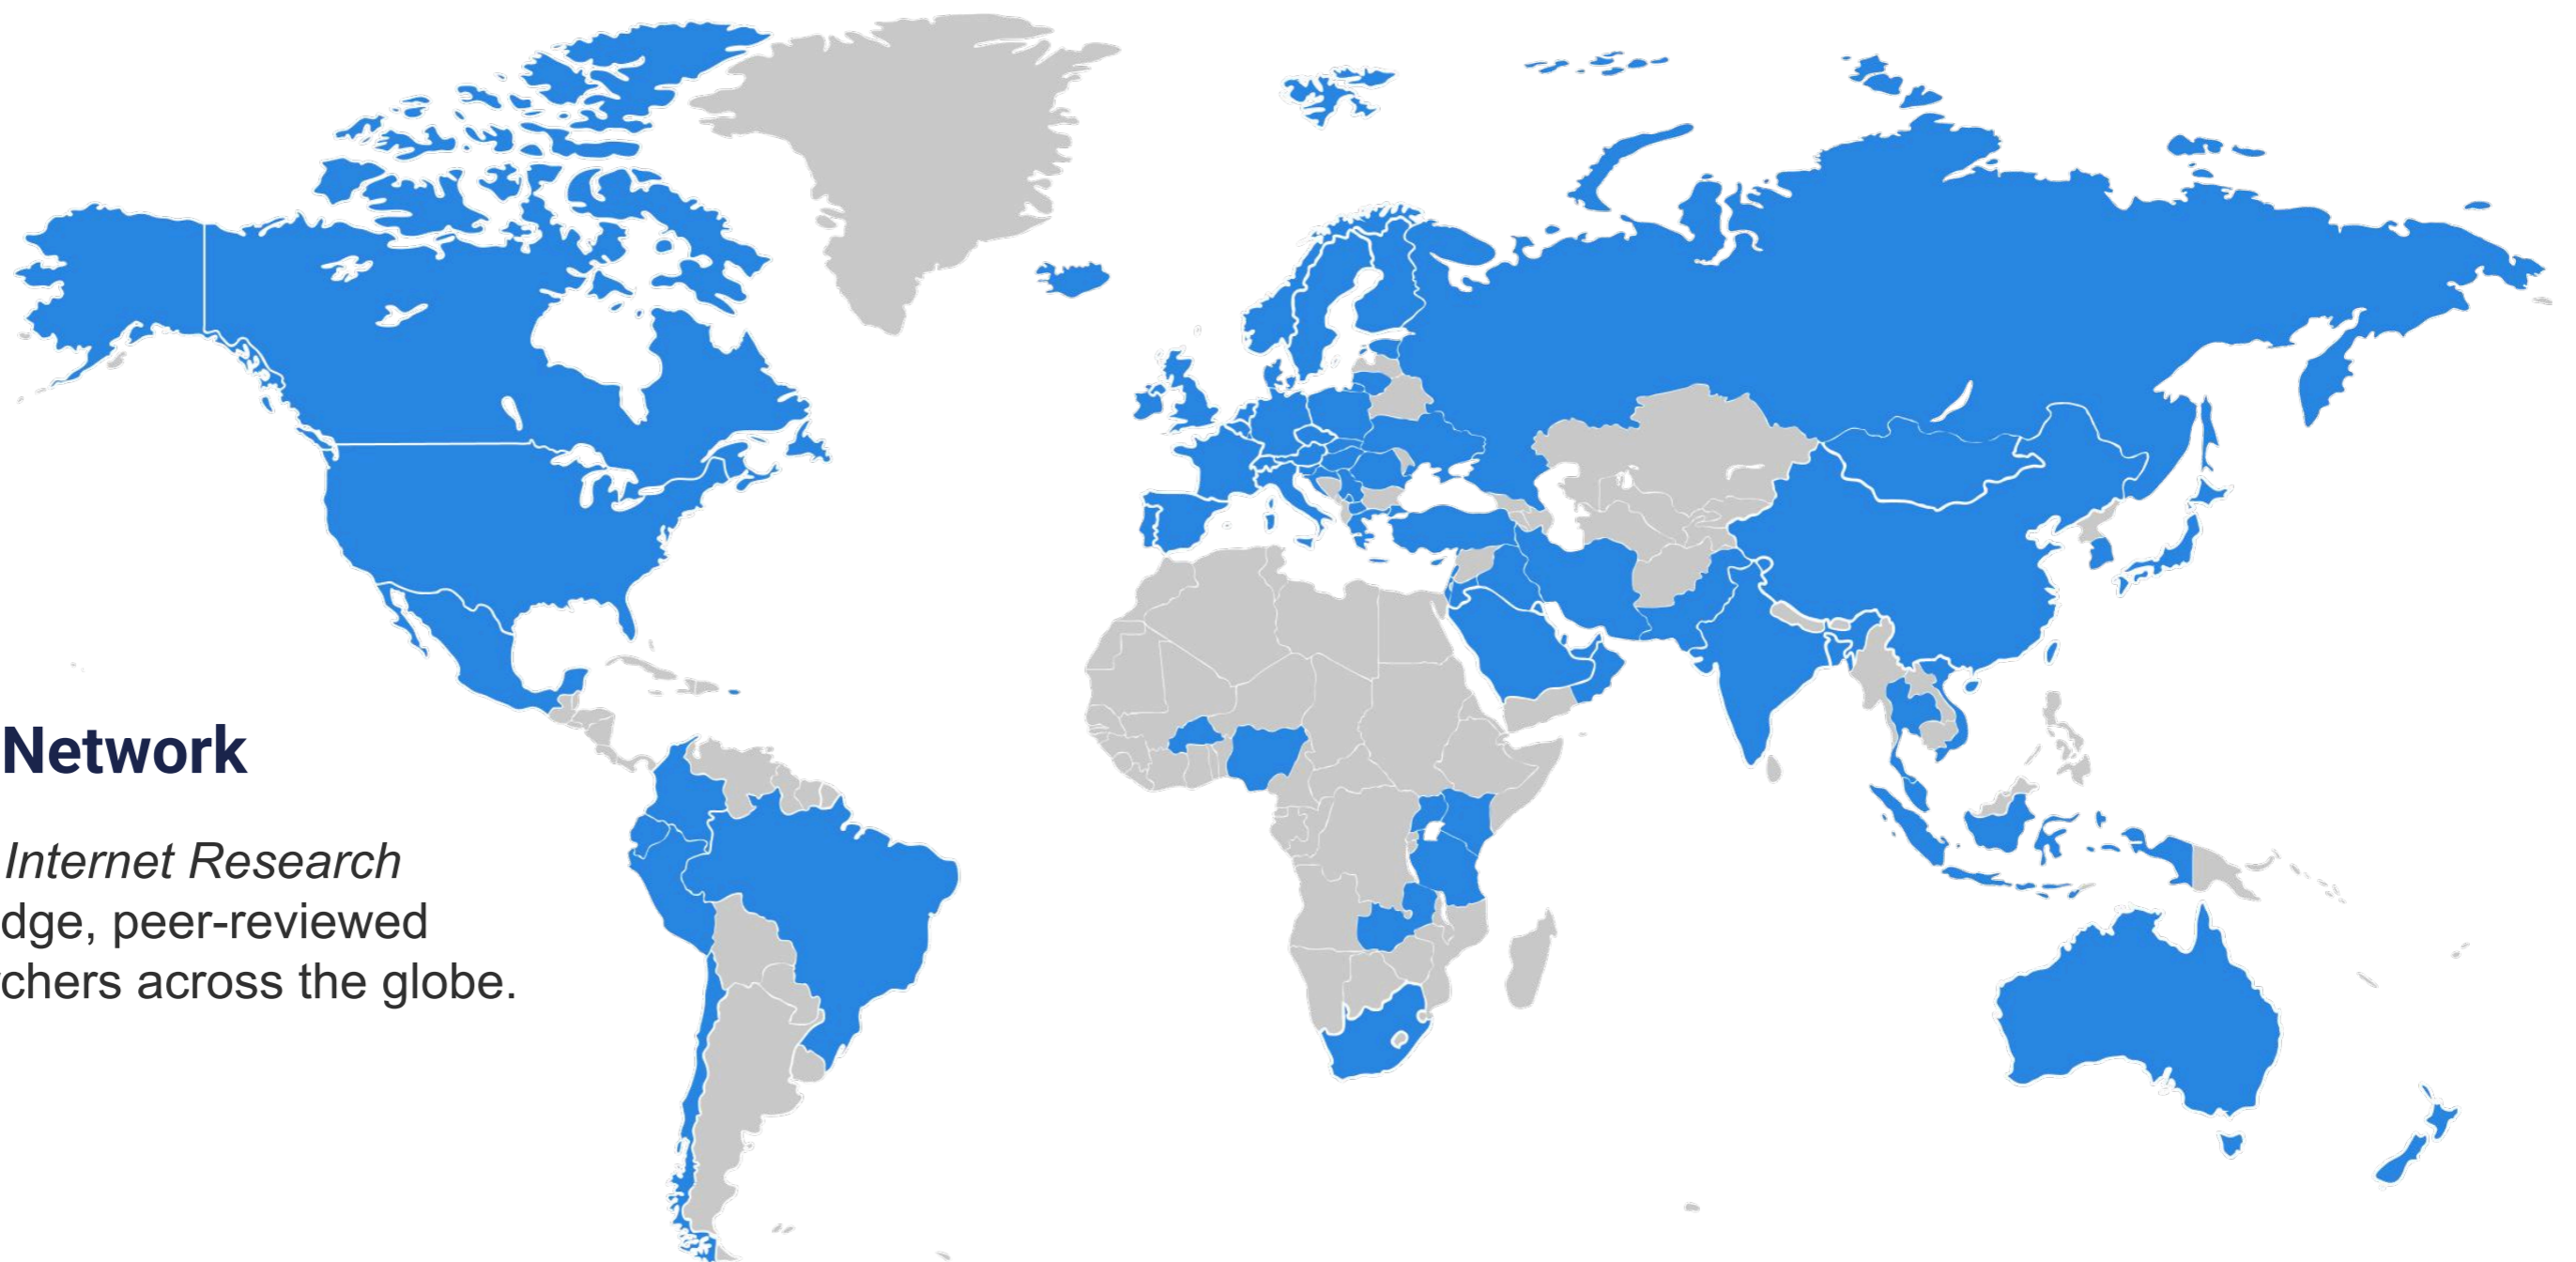 Network
Internet Research
dge, peer-reviewed
chers across the globe.